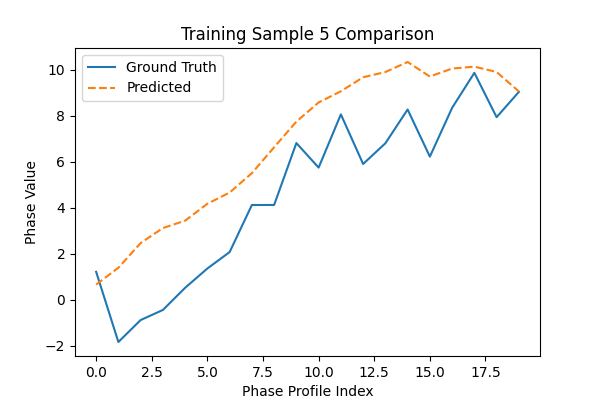 Training Sample 5 Comparison
Ground Truth
Predicted
10
8
6
4
2
0
−2
Phase Value
0.0 2.5 5.0 7.5 10.0 12.5 15.0 17.5
Phase Profile Index